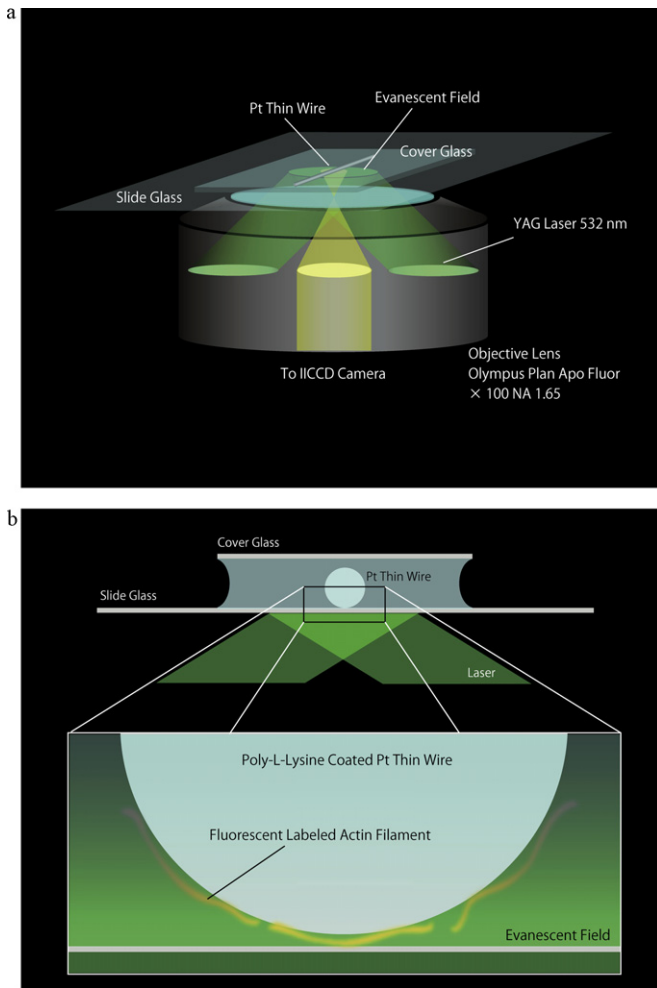 a
Evanescent Field
Pt Thin Wire
Cover Glass
Slide Glass
YAG Laser 532 nm
Objective Lens
To IICCD Camera
Olympus Plan Apo Fluor
× 100 NA 1.65
b
Cover Glass
Pt Thin Wire
Slide Glass
Laser
Poly-L-Lysine Coated Pt Thin Wire
Fluorescent Labeled Actin Filament
Evanescent Field